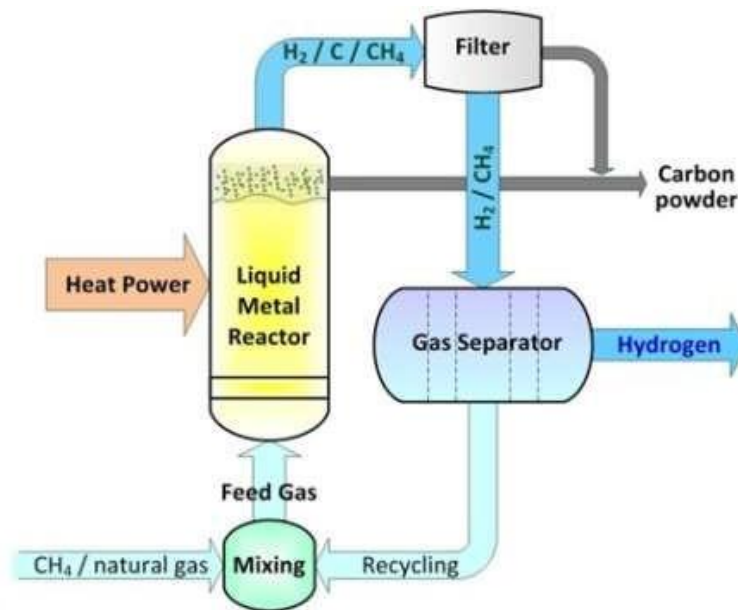 H₂ / C / CH₄
Filter
H₂ / CH₄
Carbon
powder
Heat Power
Liquid
Metal
Reactor
Gas Separator
Hydrogen
Feed Gas
CH₄ / natural gas
Mixing
Recycling